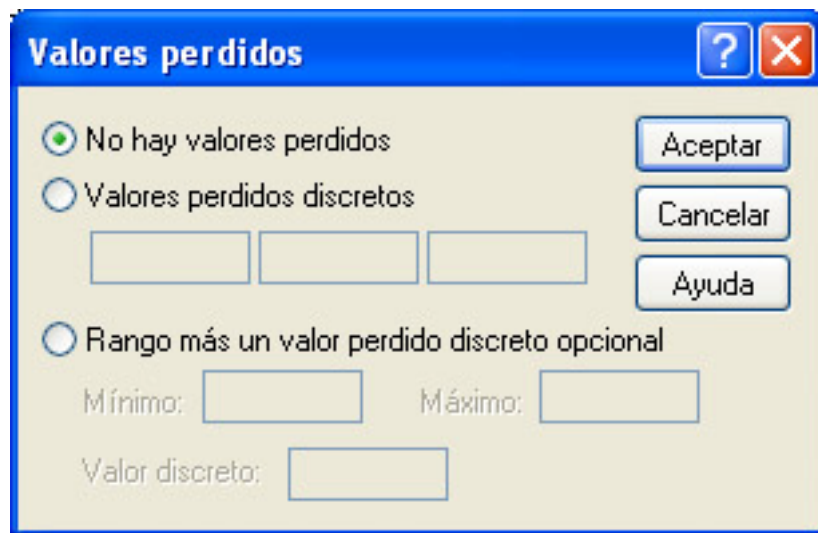 Valores perdidos
No hay valores perdidos
Aceptar
Valores perdidos discretos
Cancelar
Ayuda
Rango más un valor perdido discreto opcional
Mínimo: Máximo:
Valor discreto: